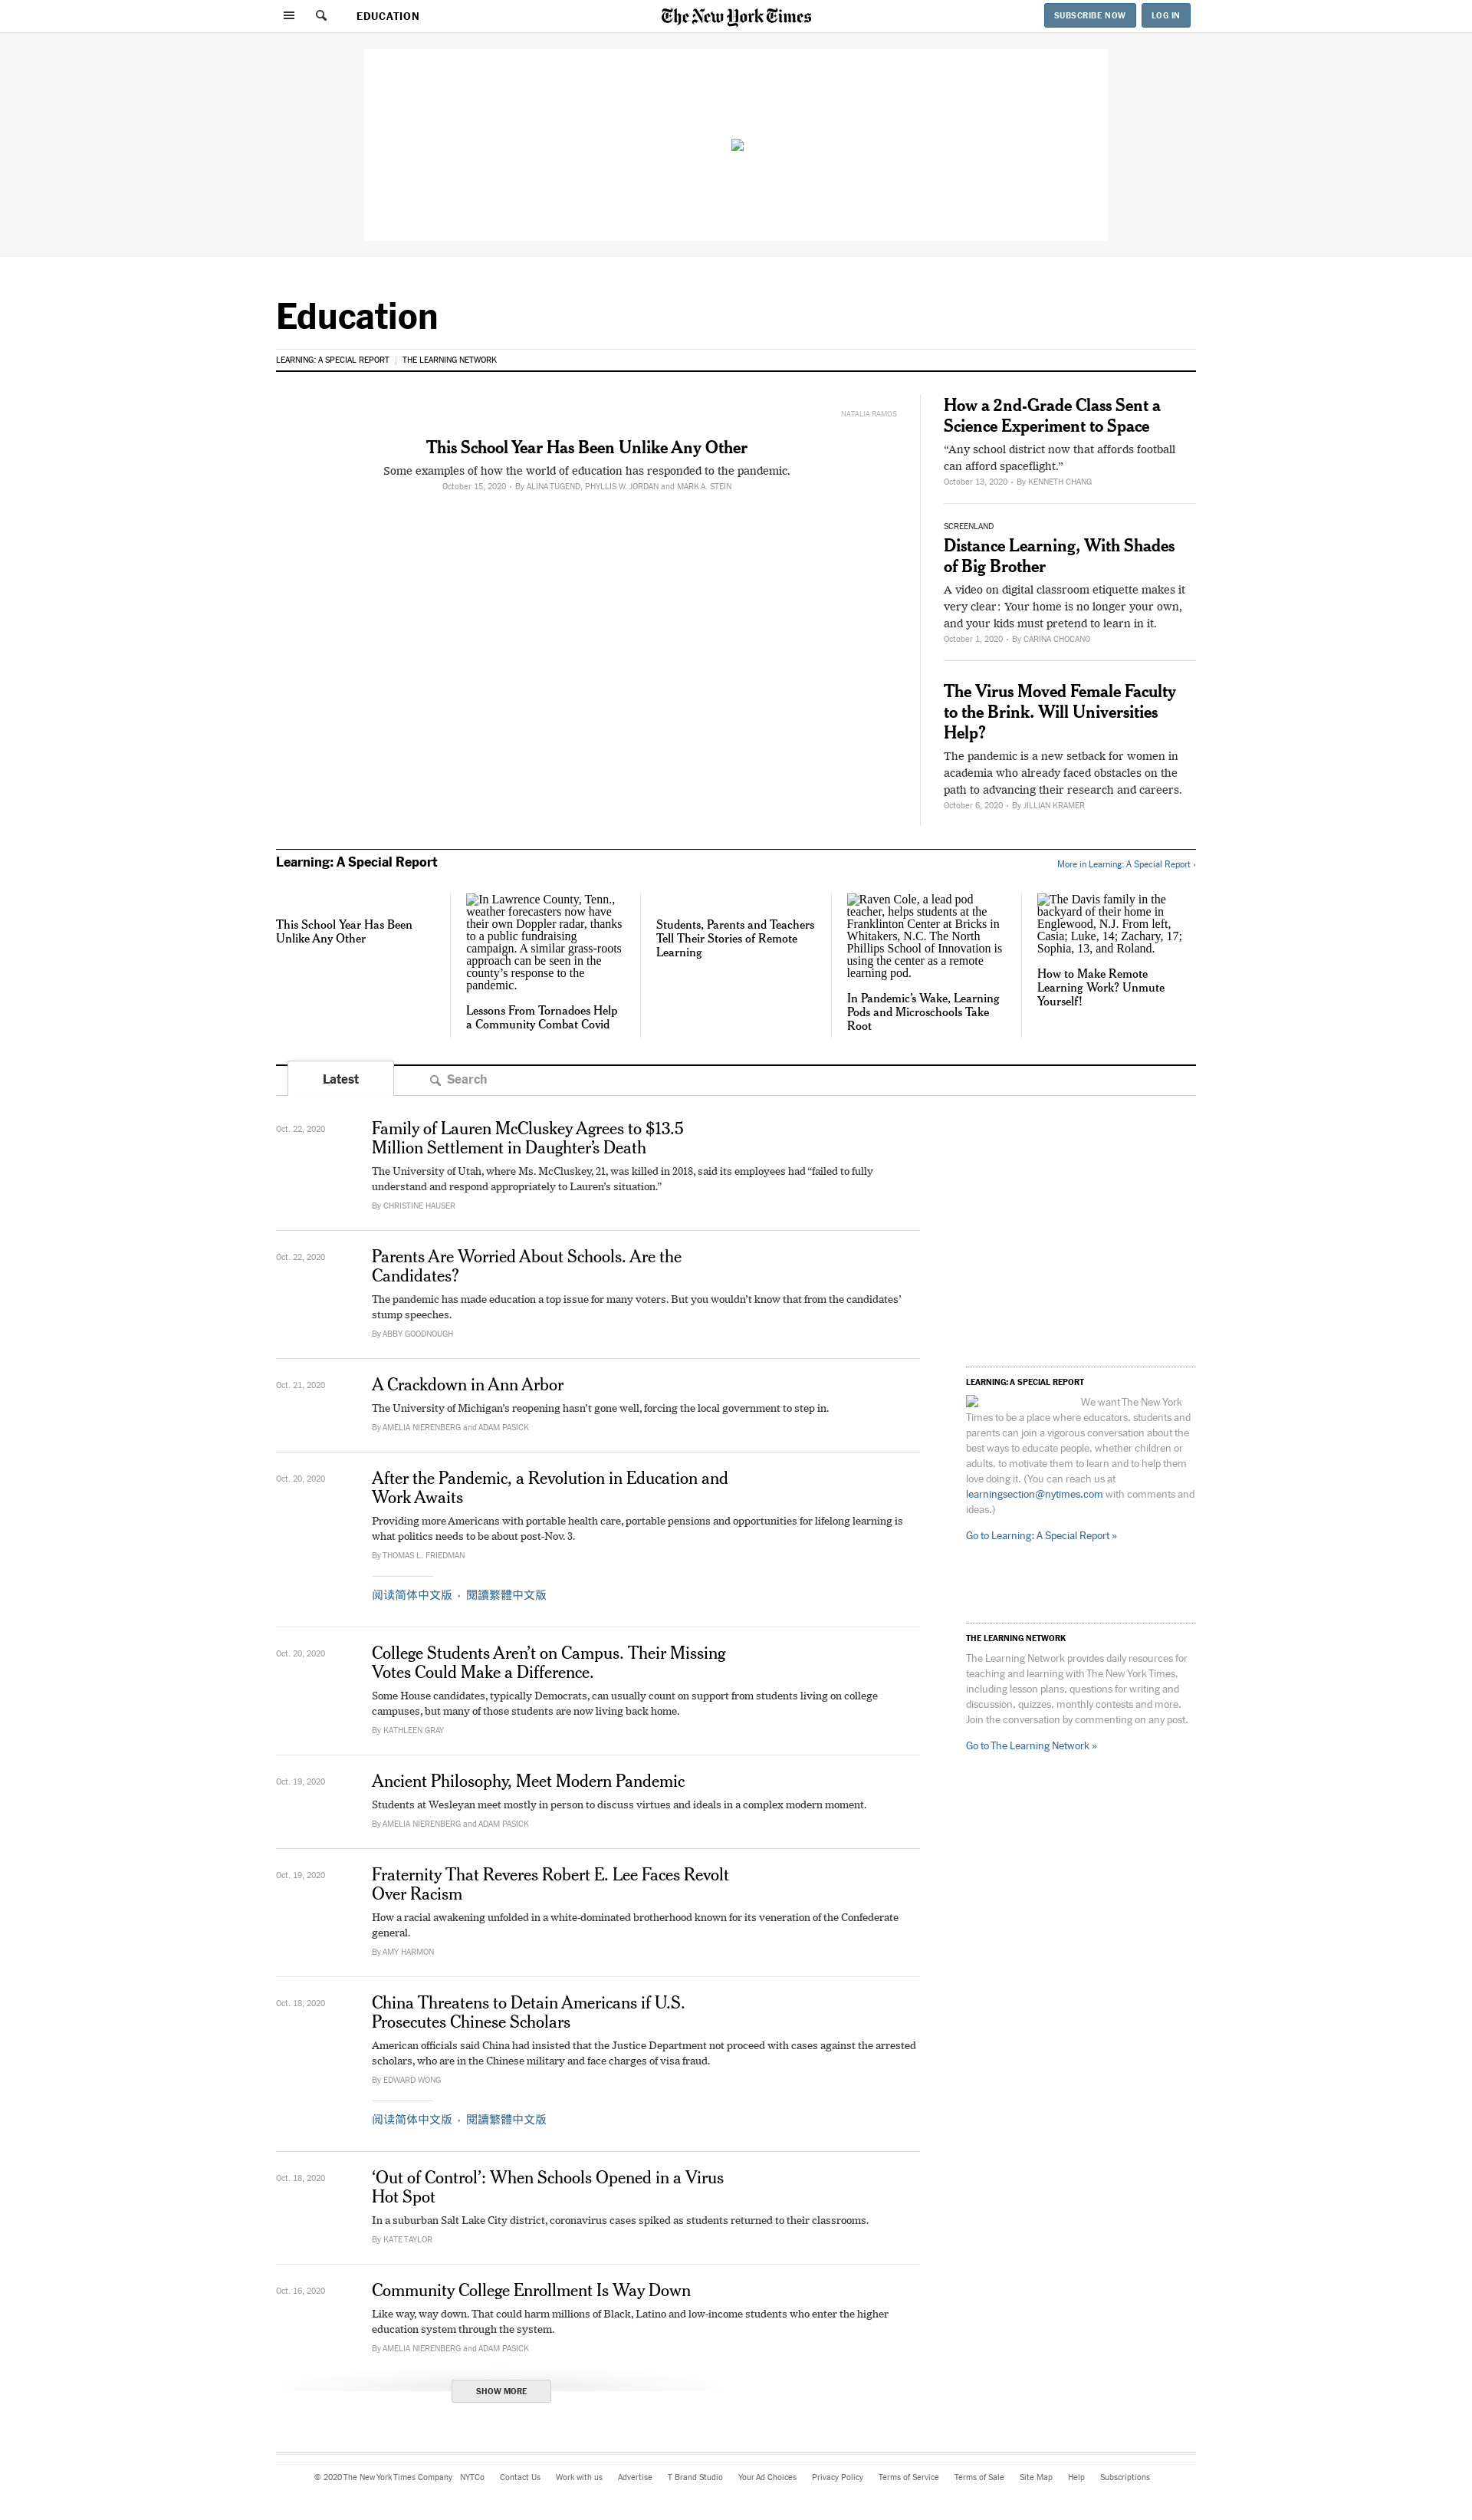 EDUCATION
The New York Times
SUBSCRIBE NOW
LOG IN
Education
LEARNING: A SPECIAL REPORT | THE LEARNING NETWORK
NATALIA RAMOS
This School Year Has Been Unlike Any Other
Some examples of how the world of education has responded to the pandemic.
October 15, 2020 • By ALINA TUGEND, PHYLLIS W. JORDAN and MARK A. STEIN
How a 2nd-Grade Class Sent a
Science Experiment to Space
“Any school district now that affords football
can afford spaceflight.”
October 13, 2020 • By KENNETH CHANG
SCREENLAND
Distance Learning, With Shades
of Big Brother
A video on digital classroom etiquette makes it
very clear: Your home is no longer your own,
and your kids must pretend to learn in it.
October 1, 2020 • By CARINA CHOCANO
The Virus Moved Female Faculty
to the Brink. Will Universities
Help?
The pandemic is a new setback for women in
academia who already faced obstacles on the
path to advancing their research and careers.
October 6, 2020 • By JILLIAN KRAMER
Learning: A Special Report
More in Learning: A Special Report ›
This School Year Has Been
Unlike Any Other
In Lawrence County, Tenn.,
weather forecasters now have
their own Doppler radar, thanks
to a public fundraising
campaign. A similar grass-roots
approach can be seen in the
county’s response to the
pandemic.
Lessons From Tornadoes Help
a Community Combat Covid
Students, Parents and Teachers
Tell Their Stories of Remote
Learning
Raven Cole, a lead pod
teacher, helps students at the
Franklinton Center at Bricks in
Whitakers, N.C. The North
Phillips School of Innovation is
using the center as a remote
learning pod.
In Pandemic’s Wake, Learning
Pods and Microschools Take
Root
The Davis family in the
backyard of their home in
Englewood, N.J. From left,
Casia; Luke, 14; Zachary, 17;
Sophia, 13, and Roland.
How to Make Remote
Learning Work? Unmute
Yourself!
Latest
Search
Oct. 22, 2020
Family of Lauren McCluskey Agrees to $13.5
Million Settlement in Daughter’s Death
The University of Utah, where Ms. McCluskey, 21, was killed in 2018, said its employees had “failed to fully
understand and respond appropriately to Lauren’s situation.”
By CHRISTINE HAUSER
Oct. 22, 2020
Parents Are Worried About Schools. Are the
Candidates?
The pandemic has made education a top issue for many voters. But you wouldn’t know that from the candidates’
stump speeches.
By ABBY GOODNOUGH
Oct. 21, 2020
A Crackdown in Ann Arbor
The University of Michigan’s reopening hasn’t gone well, forcing the local government to step in.
By AMELIA NIERENBERG and ADAM PASICK
Oct. 20, 2020
After the Pandemic, a Revolution in Education and
Work Awaits
Providing more Americans with portable health care, portable pensions and opportunities for lifelong learning is
what politics needs to be about post-Nov. 3.
By THOMAS L. FRIEDMAN
阅读简体中文版 • 閱讀繁體中文版
Oct. 20, 2020
College Students Aren’t on Campus. Their Missing
Votes Could Make a Difference.
Some House candidates, typically Democrats, can usually count on support from students living on college
campuses, but many of those students are now living back home.
By KATHLEEN GRAY
Oct. 19, 2020
Ancient Philosophy, Meet Modern Pandemic
Students at Wesleyan meet mostly in person to discuss virtues and ideals in a complex modern moment.
By AMELIA NIERENBERG and ADAM PASICK
Oct. 19, 2020
Fraternity That Reveres Robert E. Lee Faces Revolt
Over Racism
How a racial awakening unfolded in a white-dominated brotherhood known for its veneration of the Confederate
general.
By AMY HARMON
Oct. 18, 2020
China Threatens to Detain Americans if U.S.
Prosecutes Chinese Scholars
American officials said China had insisted that the Justice Department not proceed with cases against the arrested
scholars, who are in the Chinese military and face charges of visa fraud.
By EDWARD WONG
阅读简体中文版 • 閱讀繁體中文版
Oct. 18, 2020
‘Out of Control’: When Schools Opened in a Virus
Hot Spot
In a suburban Salt Lake City district, coronavirus cases spiked as students returned to their classrooms.
By KATE TAYLOR
Oct. 16, 2020
Community College Enrollment Is Way Down
Like way, way down. That could harm millions of Black, Latino and low-income students who enter the higher
education system through the system.
By AMELIA NIERENBERG and ADAM PASICK
SHOW MORE
LEARNING: A SPECIAL REPORT
We want The New York
Times to be a place where educators, students and
parents can join a vigorous conversation about the
best ways to educate people, whether children or
adults, to motivate them to learn and to help them
love doing it. (You can reach us at
learningsection@nytimes.com with comments and
ideas.)
Go to Learning: A Special Report »
THE LEARNING NETWORK
The Learning Network provides daily resources for
teaching and learning with The New York Times,
including lesson plans, questions for writing and
discussion, quizzes, monthly contests and more.
Join the conversation by commenting on any post.
Go to The Learning Network »
© 2020 The New York Times Company NYTCo Contact Us Work with us Advertise T Brand Studio Your Ad Choices Privacy Policy Terms of Service Terms of Sale Site Map Help Subscriptions